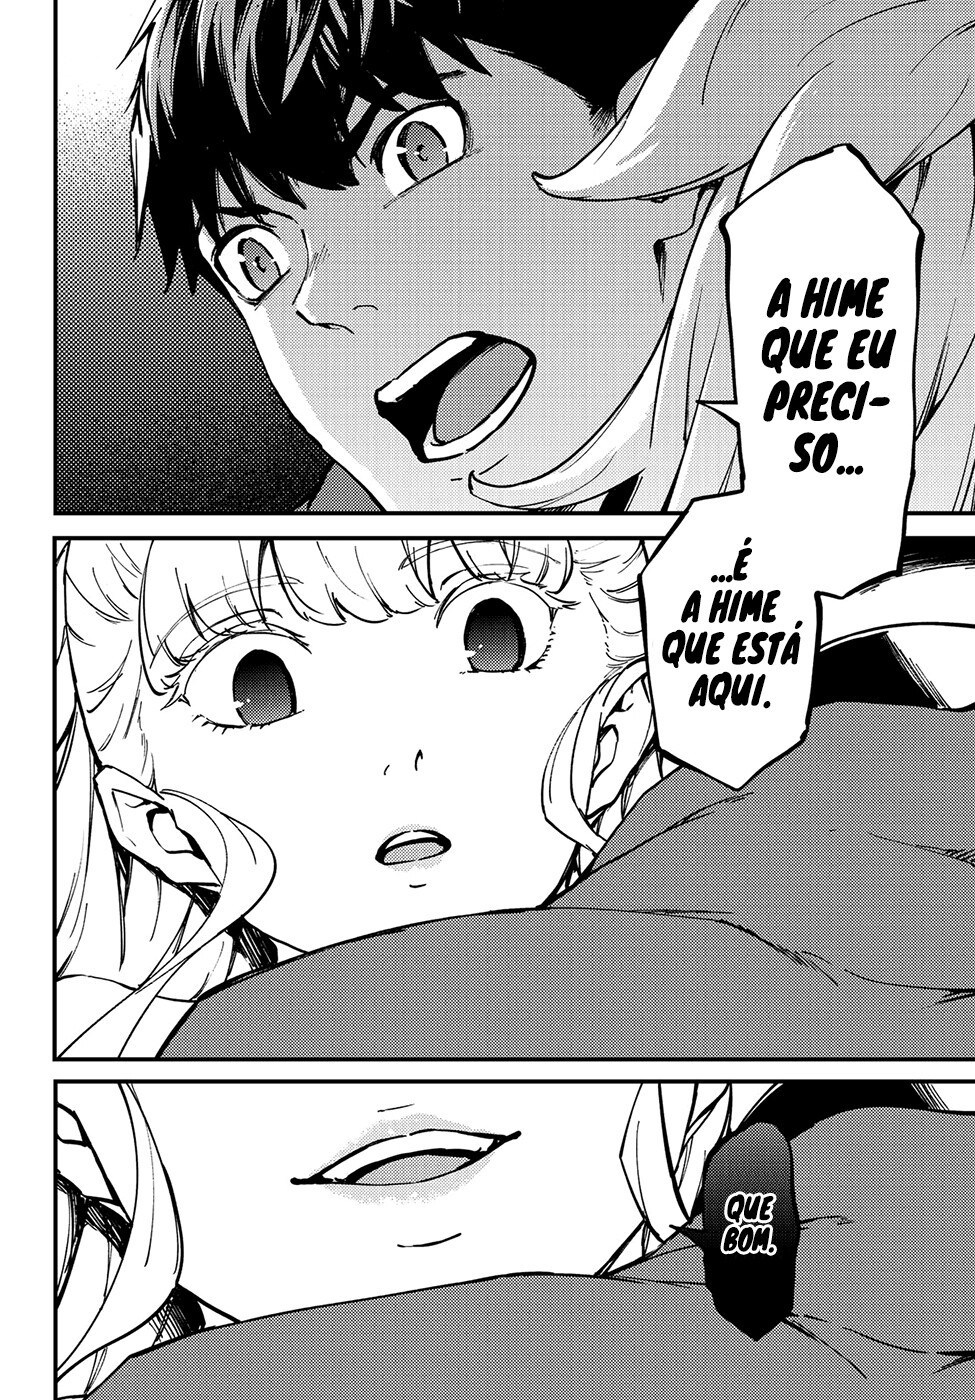 A HIME
QUE EU
PRECI-
SO...
...É
A HIME
QUE ESTÁ
AQUI.
QUE
BOM.